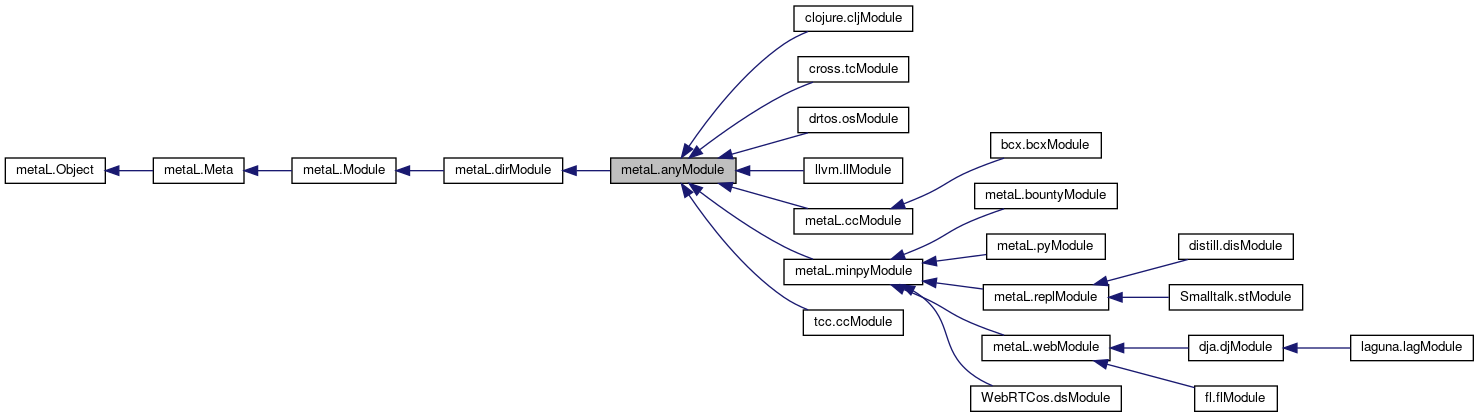 metaL.Object
metaL.Meta
metaL.Module
metaL.dirModule
metaL.anyModule
clojure.cljModule
cross.tcModule
drtos.osModule
llvm.llModule
metaL.ccModule
metaL.minpyModule
tcc.ccModule
bcx.bcxModule
metaL.bountyModule
metaL.pyModule
metaL.replModule
metaL.webModule
WebRTCos.dsModule
distill.disModule
Smalltalk.stModule
dja.djModule
fl.flModule
laguna.lagModule